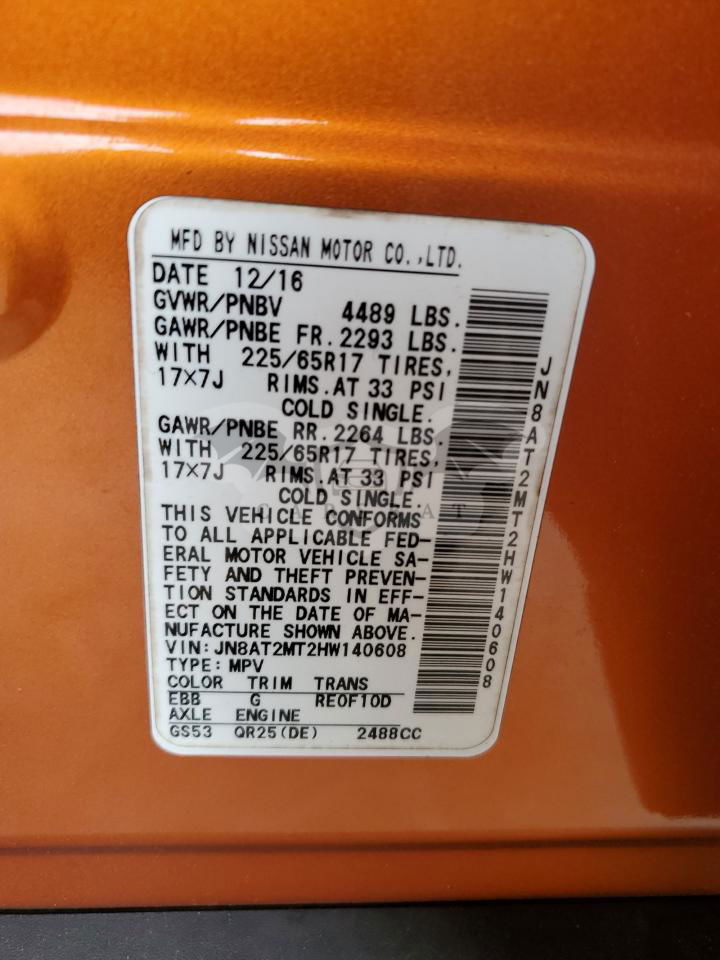 MFD BY NISSAN MOTOR CO.,LTD.
DATE 12/16
GVWR/PNBV 4489 LBS.
GAWR/PNBE FR. 2293 LBS.
WITH 225/65R17 TIRES,
17×7J RIMS.AT 33 PSI
COLD SINGLE.
GAWR/PNBE RR. 2264 LBS.
WITH 225/65R17 TIRES,
17×7J RIMS.AT 33 PSI
COLD SINGLE.
THIS VEHICLE CONFORMS
TO ALL APPLICABLE FED-
ERAL MOTOR VEHICLE SA-
FETY AND THEFT PREVEN-
TION STANDARDS IN EFF-
ECT ON THE DATE OF MA-
NUFACTURE SHOWN ABOVE.
VIN:JN8AT2MT2HW140608
TYPE:MPV
COLOR TRIM TRANS
EBB G RE0F10D
AXLE ENGINE
GS53 QR25(DE) 2488CC
JN8AT2MT2HW140608